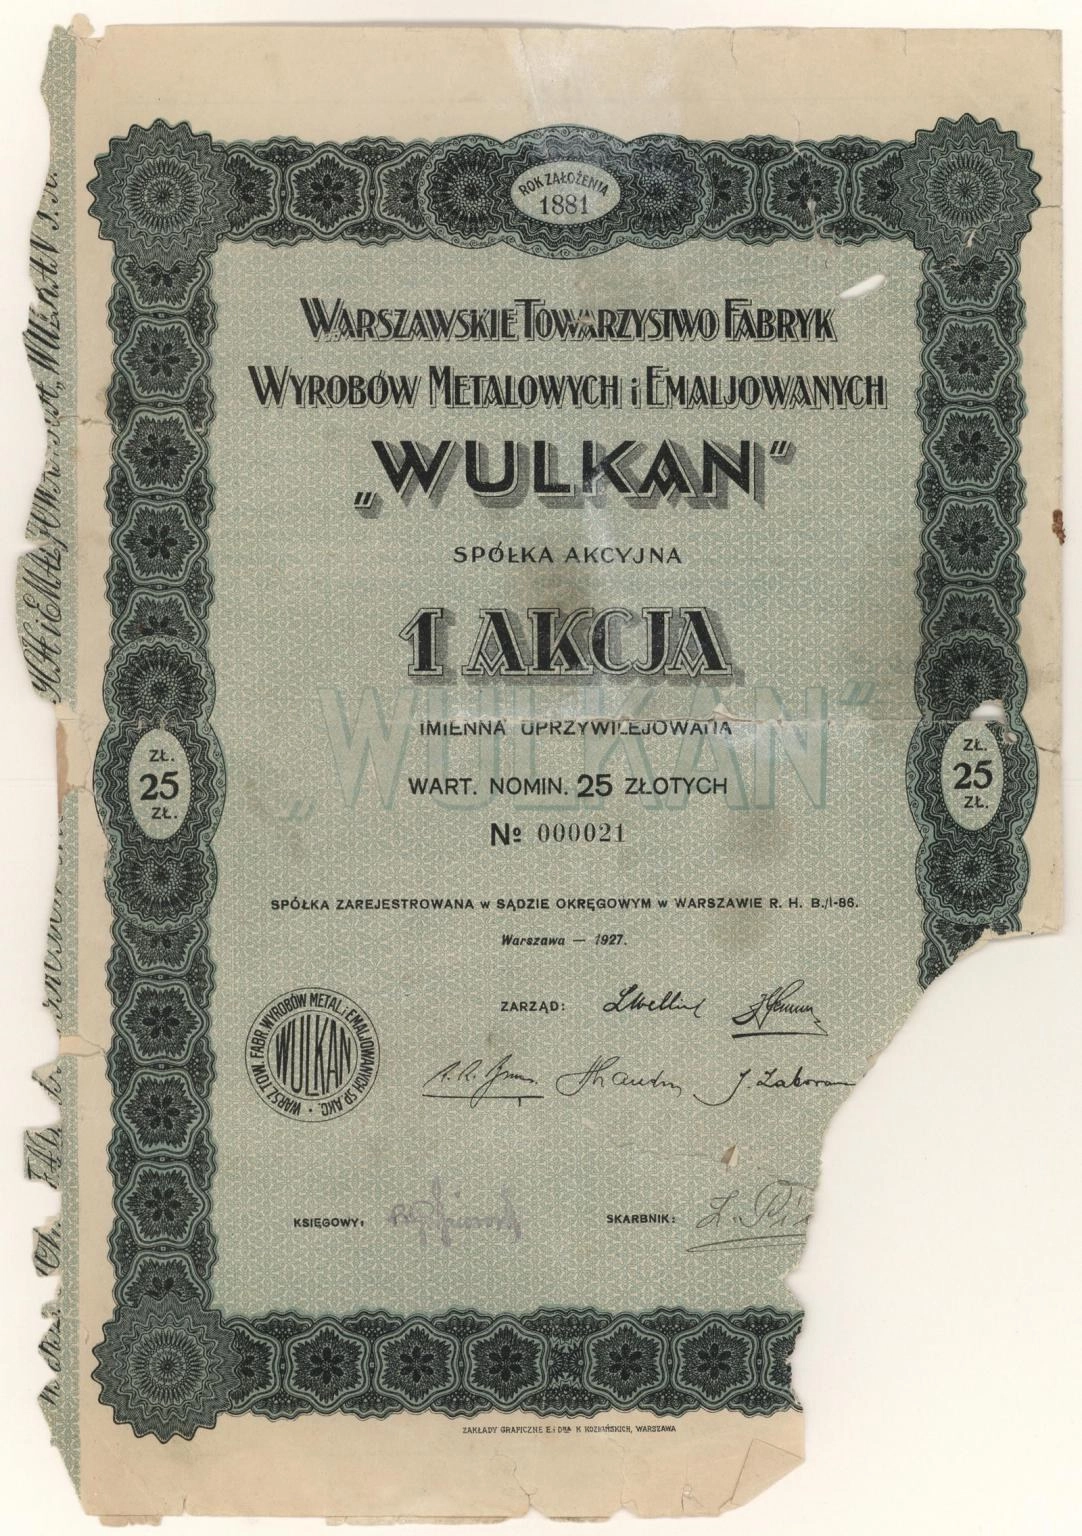 ROK ZAŁOŻENIA
1881
WARSZAWSKIE TOWARZYSTWO FABRYK
WYROBÓW METALOWYCH i EMALJOWANYCH
„WULKAN"
SPÓŁKA AKCYJNA
1 AKCJA
„WULKAN"
IMIENNA UPRZYWILEJOWANA
ZŁ.
25
ZŁ.
WART. NOMIN. 25 ZŁOTYCH
ZŁ.
25
ZŁ.
№ 000021
SPÓŁKA ZAREJESTROWANA w SĄDZIE OKRĘGOWYM w WARSZAWIE R. H. B./I-86.
Warszawa — 1927.
WARSZ. TOW. FABR. WYROBÓW METAL. i EMALJOWANYCH SP. AKC.
WULKAN
ZARZĄD:
KSIĘGOWY:
SKARBNIK:
ZAKŁADY GRAFICZNE E. i Dra K KOZIAŃSKICH, WARSZAWA